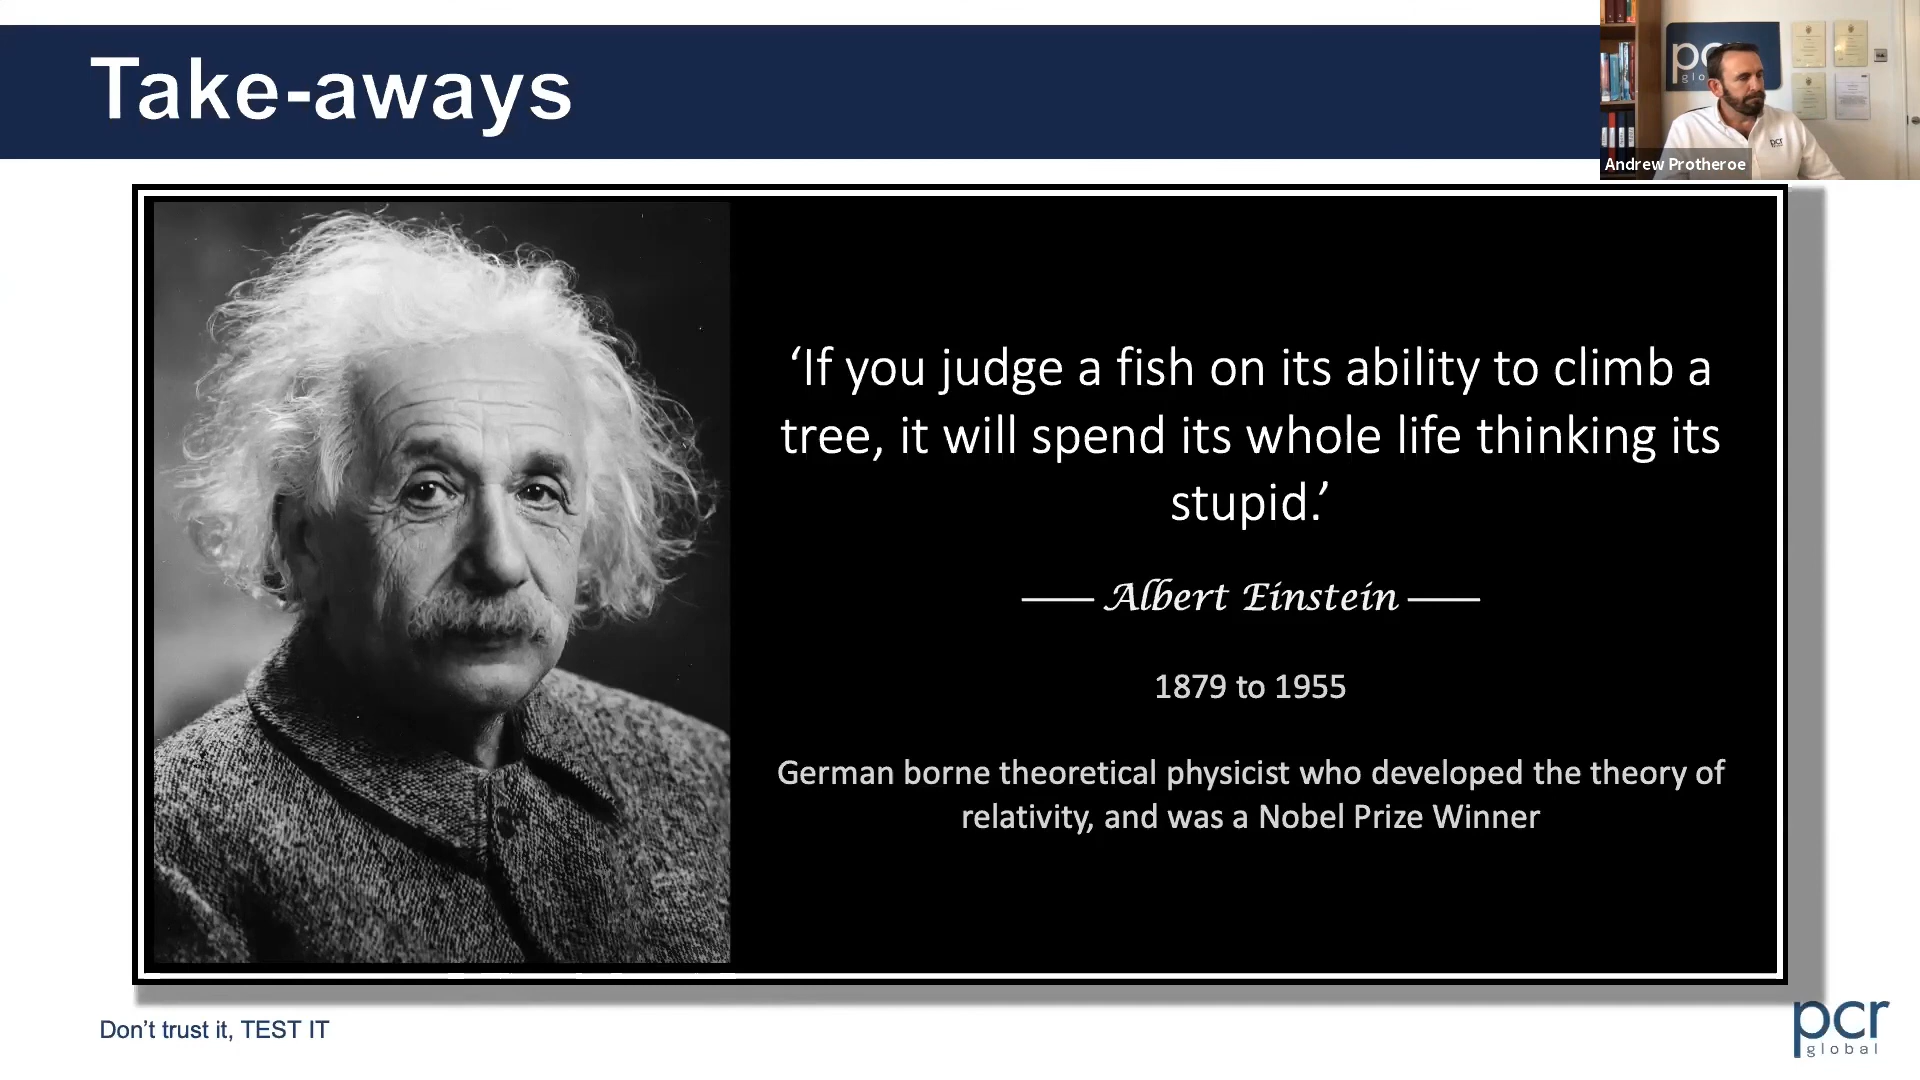 Take-aways
pcr
Andrew Protheroe
‘If you judge a fish on its ability to climb a
tree, it will spend its whole life thinking its
stupid.’
Albert Einstein
1879 to 1955
German borne theoretical physicist who developed the theory of
relativity, and was a Nobel Prize Winner
Don’t trust it, TEST IT
pcr
global